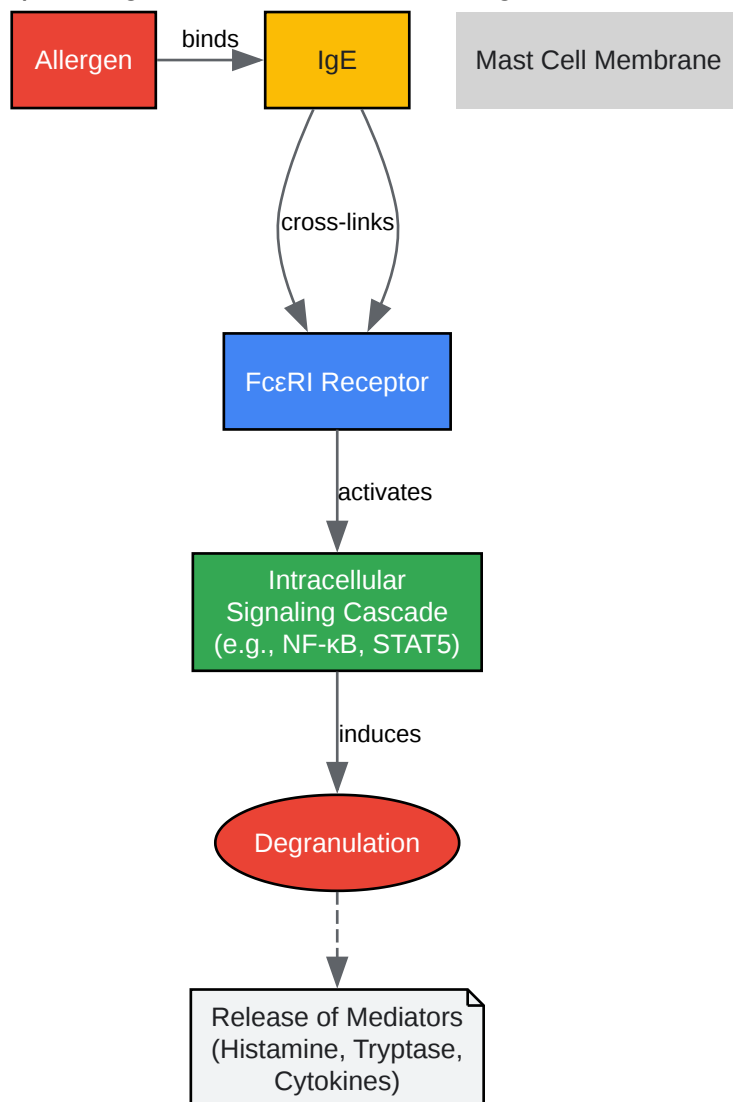 Allergen
binds
IgE
Mast Cell Membrane
cross-links
FcεRI Receptor
activates
Intracellular
Signaling Cascade
(e.g., NF-κB, STAT5)
induces
Degranulation
Release of Mediators
(Histamine, Tryptase,
Cytokines)